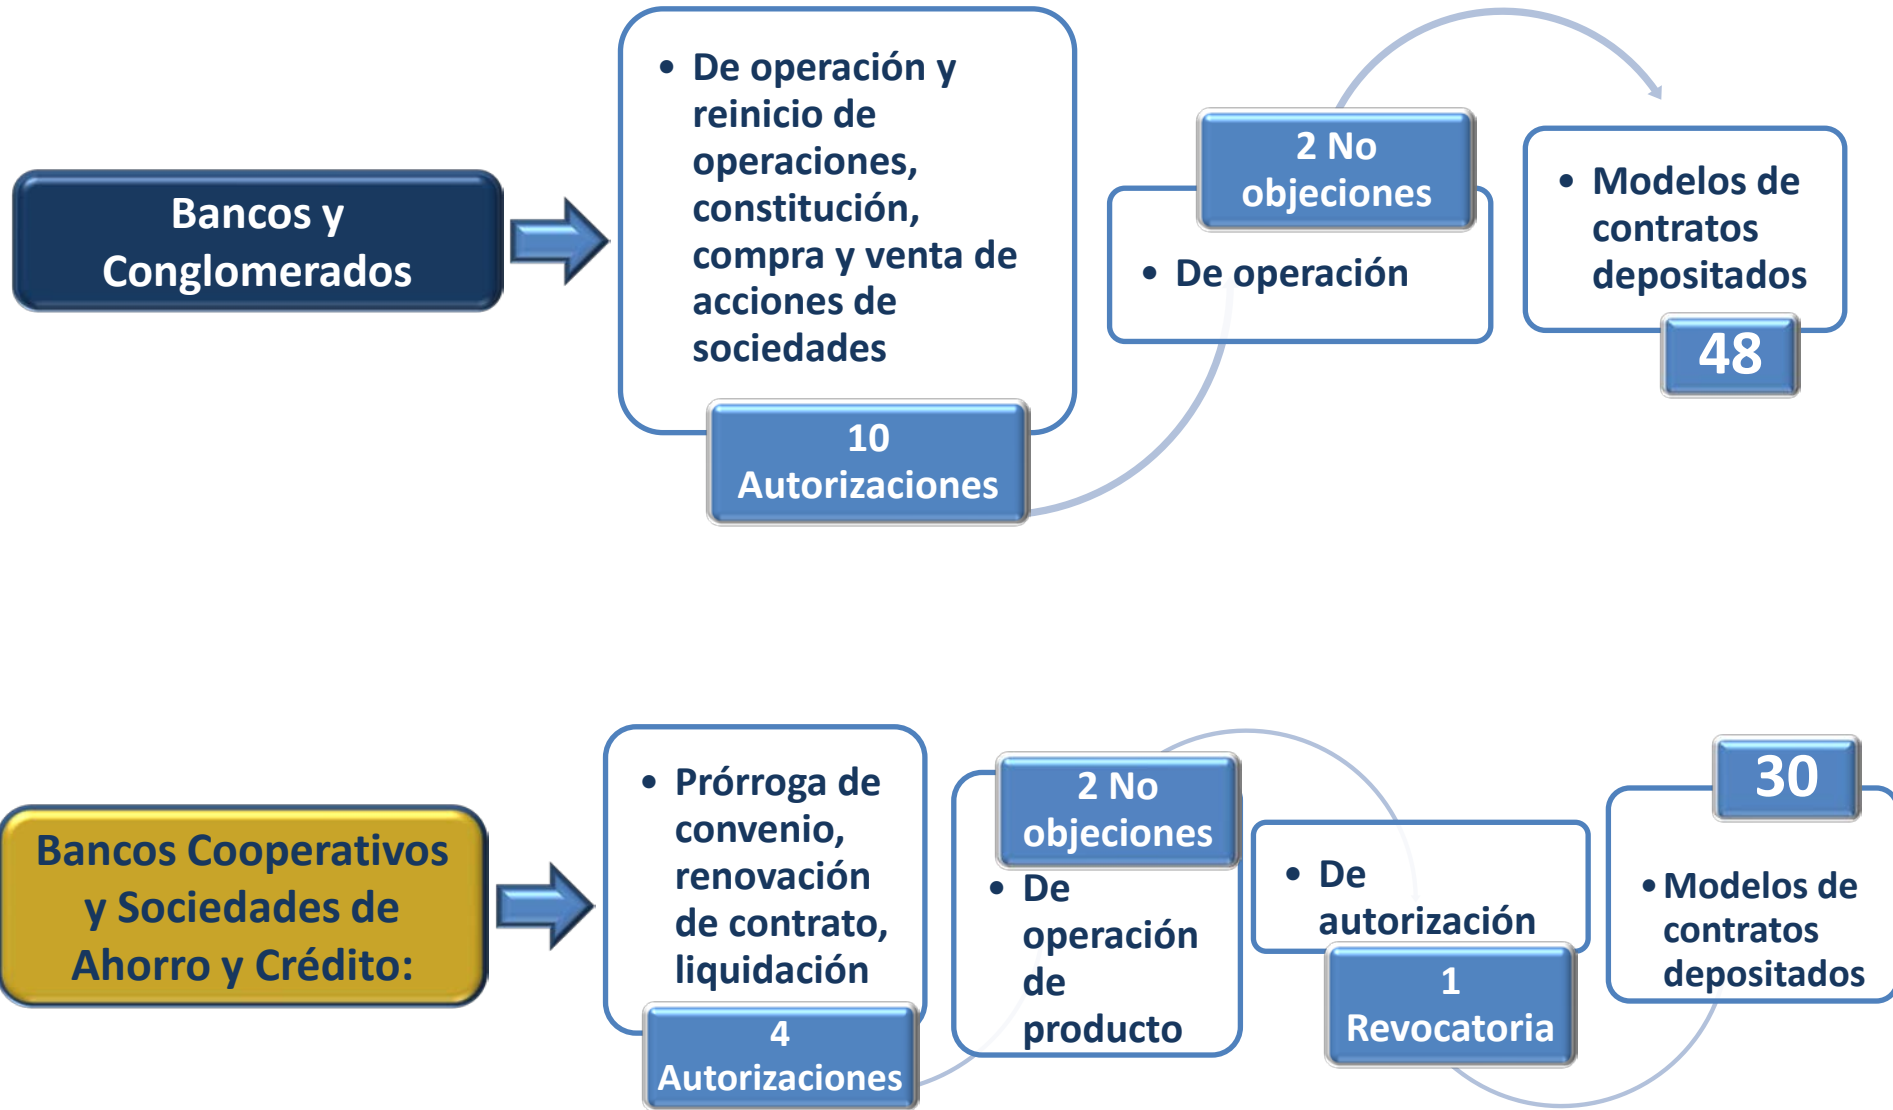 Bancos y
Conglomerados
• De operación y
reinicio de
operaciones,
constitución,
compra y venta de
acciones de
sociedades
10
Autorizaciones
2 No
objeciones
• De operación
• Modelos de
contratos
depositados
48
Bancos Cooperativos
y Sociedades de
Ahorro y Crédito:
• Prórroga de
convenio,
renovación
de contrato,
liquidación
4
Autorizaciones
2 No
objeciones
• De
operación
de
producto
• De
autorización
1
Revocatoria
30
• Modelos de
contratos
depositados